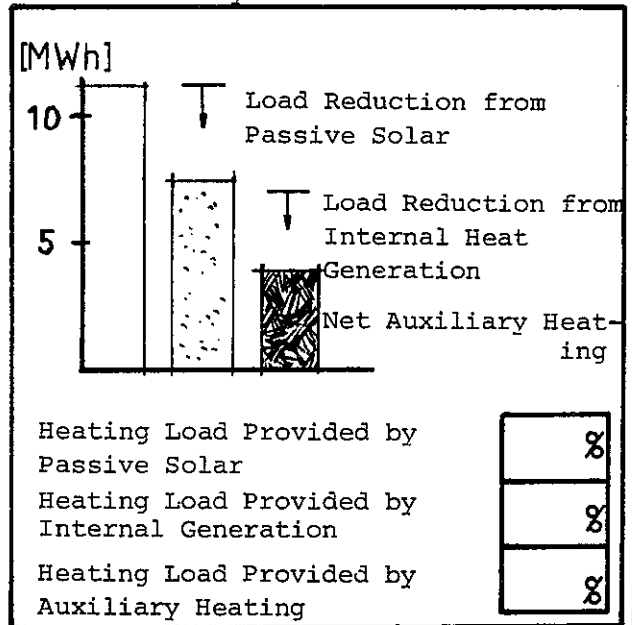 [MWh]
10
5
Load Reduction from
Passive Solar
Load Reduction from
Internal Heat
Generation
Net Auxiliary Heat-
ing
Heating Load Provided by
Passive Solar
%
Heating Load Provided by
Internal Generation
%
Heating Load Provided by
Auxiliary Heating
%